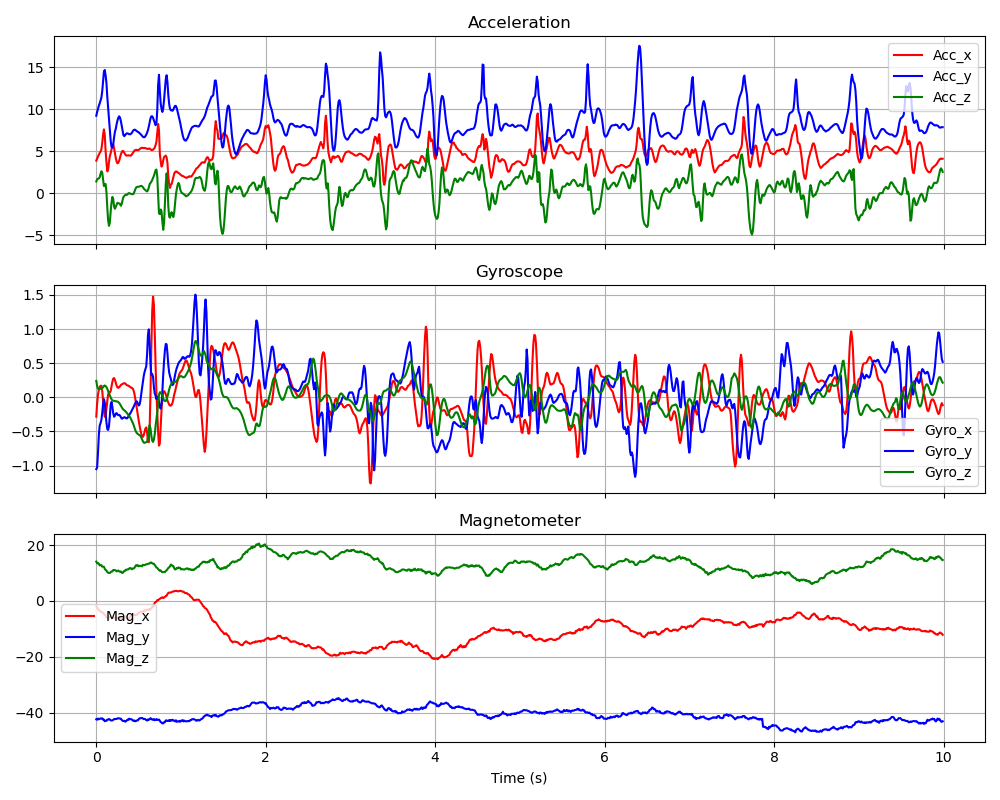 Acceleration
15
10
5
0
−5
Acc_x
Acc_y
Acc_z
Gyroscope
1.5
1.0
0.5
0.0
−0.5
−1.0
Gyro_x
Gyro_y
Gyro_z
Magnetometer
20
0
−20
−40
Mag_x
Mag_y
Mag_z
0 2 4 6 8 10
Time (s)